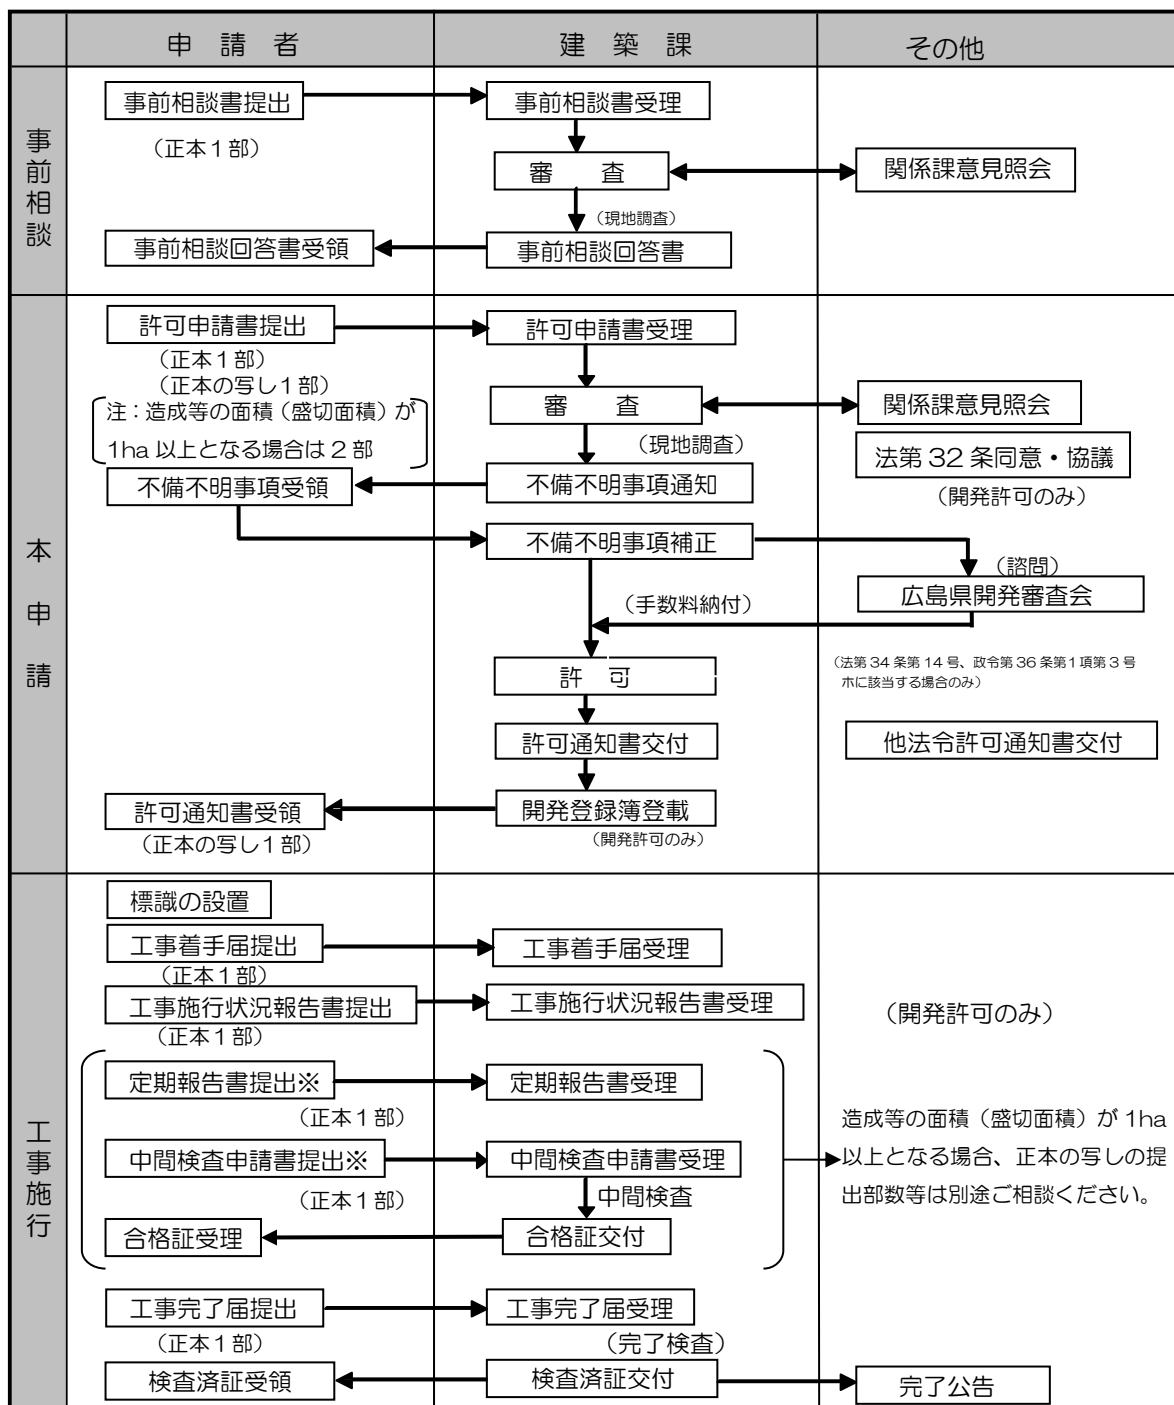 申 請 者
建 築 課
その他
事前相談
事前相談書提出
事前相談書受理
（正本１部）
審 査
関係課意見照会
（現地調査）
事前相談回答書受領
事前相談回答書
本申請
許可申請書提出
許可申請書受理
（正本１部）
（正本の写し１部）
注：造成等の面積（盛切面積）が
1ha 以上となる場合は２部
審 査
関係課意見照会
（現地調査）
法第 32 条同意・協議
（開発許可のみ）
不備不明事項受領
不備不明事項通知
不備不明事項補正
（諮問）
広島県開発審査会
（手数料納付）
（法第 34 条第 14 号、政令第 36 条第１項第３号
ホに該当する場合のみ）
許 可
許可通知書交付
他法令許可通知書交付
許可通知書受領
開発登録簿登載
（正本の写し１部）
（開発許可のみ）
工事施行
標識の設置
工事着手届提出
工事着手届受理
（正本１部）
工事施行状況報告書提出
工事施行状況報告書受理
（正本１部）
（開発許可のみ）
定期報告書提出※
定期報告書受理
（正本１部）
中間検査申請書提出※
中間検査申請書受理
（正本１部）
中間検査
合格証受理
合格証交付
造成等の面積（盛切面積）が 1ha
以上となる場合、正本の写しの提
出部数等は別途ご相談ください。
工事完了届提出
工事完了届受理
（正本１部）
（完了検査）
検査済証受領
検査済証交付
完了公告